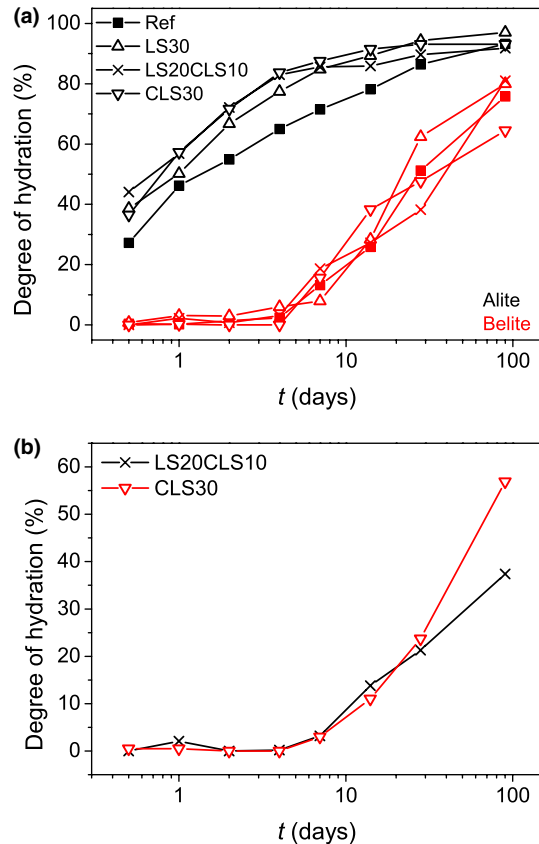 (a)
Ref
LS30
LS20CLS10
CLS30
Degree of hydration (%)
100
80
60
40
20
0
Alite
Belite
1
10
100
t (days)
(b)
LS20CLS10
CLS30
Degree of hydration (%)
60
50
40
30
20
10
0
1
10
100
t (days)